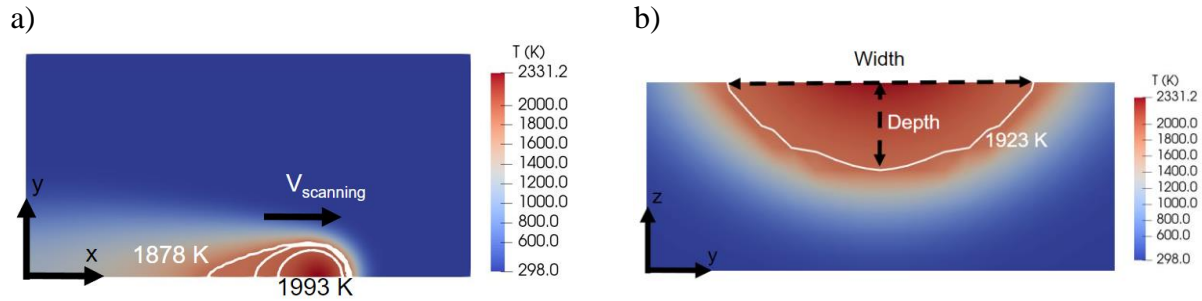 a)
T (K)
2331.2
2000.0
1800.0
1600.0
1400.0
1200.0
1000.0
800.0
600.0
298.0
y
x
Vscanning
1878 K
1993 K
b)
Width
Depth
1923 K
z
y
T (K)
2331.2
2000.0
1800.0
1600.0
1400.0
1200.0
1000.0
800.0
600.0
298.0